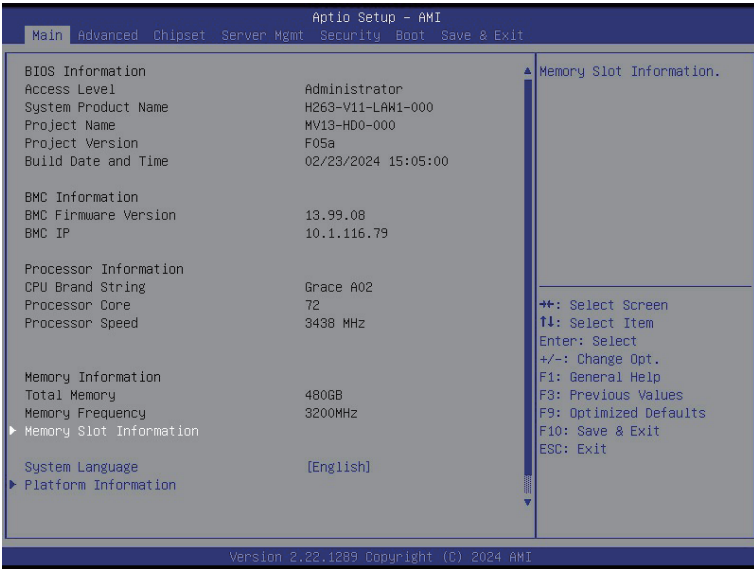 Aptio Setup – AMI
Main Advanced Chipset Server Mgmt Security Boot Save & Exit
BIOS Information
Access Level Administrator
System Product Name H263-V11-LAW1-000
Project Name MV13-HD0-000
Project Version F05a
Build Date and Time 02/23/2024 15:05:00
BMC Information
BMC Firmware Version 13.99.08
BMC IP 10.1.116.79
Processor Information
CPU Brand String Grace A02
Processor Core 72
Processor Speed 3438 MHz
Memory Information
Total Memory 480GB
Memory Frequency 3200MHz
Memory Slot Information
System Language [English]
Platform Information
Memory Slot Information.
→←: Select Screen
↑↓: Select Item
Enter: Select
+/-: Change Opt.
F1: General Help
F3: Previous Values
F9: Optimized Defaults
F10: Save & Exit
ESC: Exit
Version 2.22.1289 Copyright (C) 2024 AMI